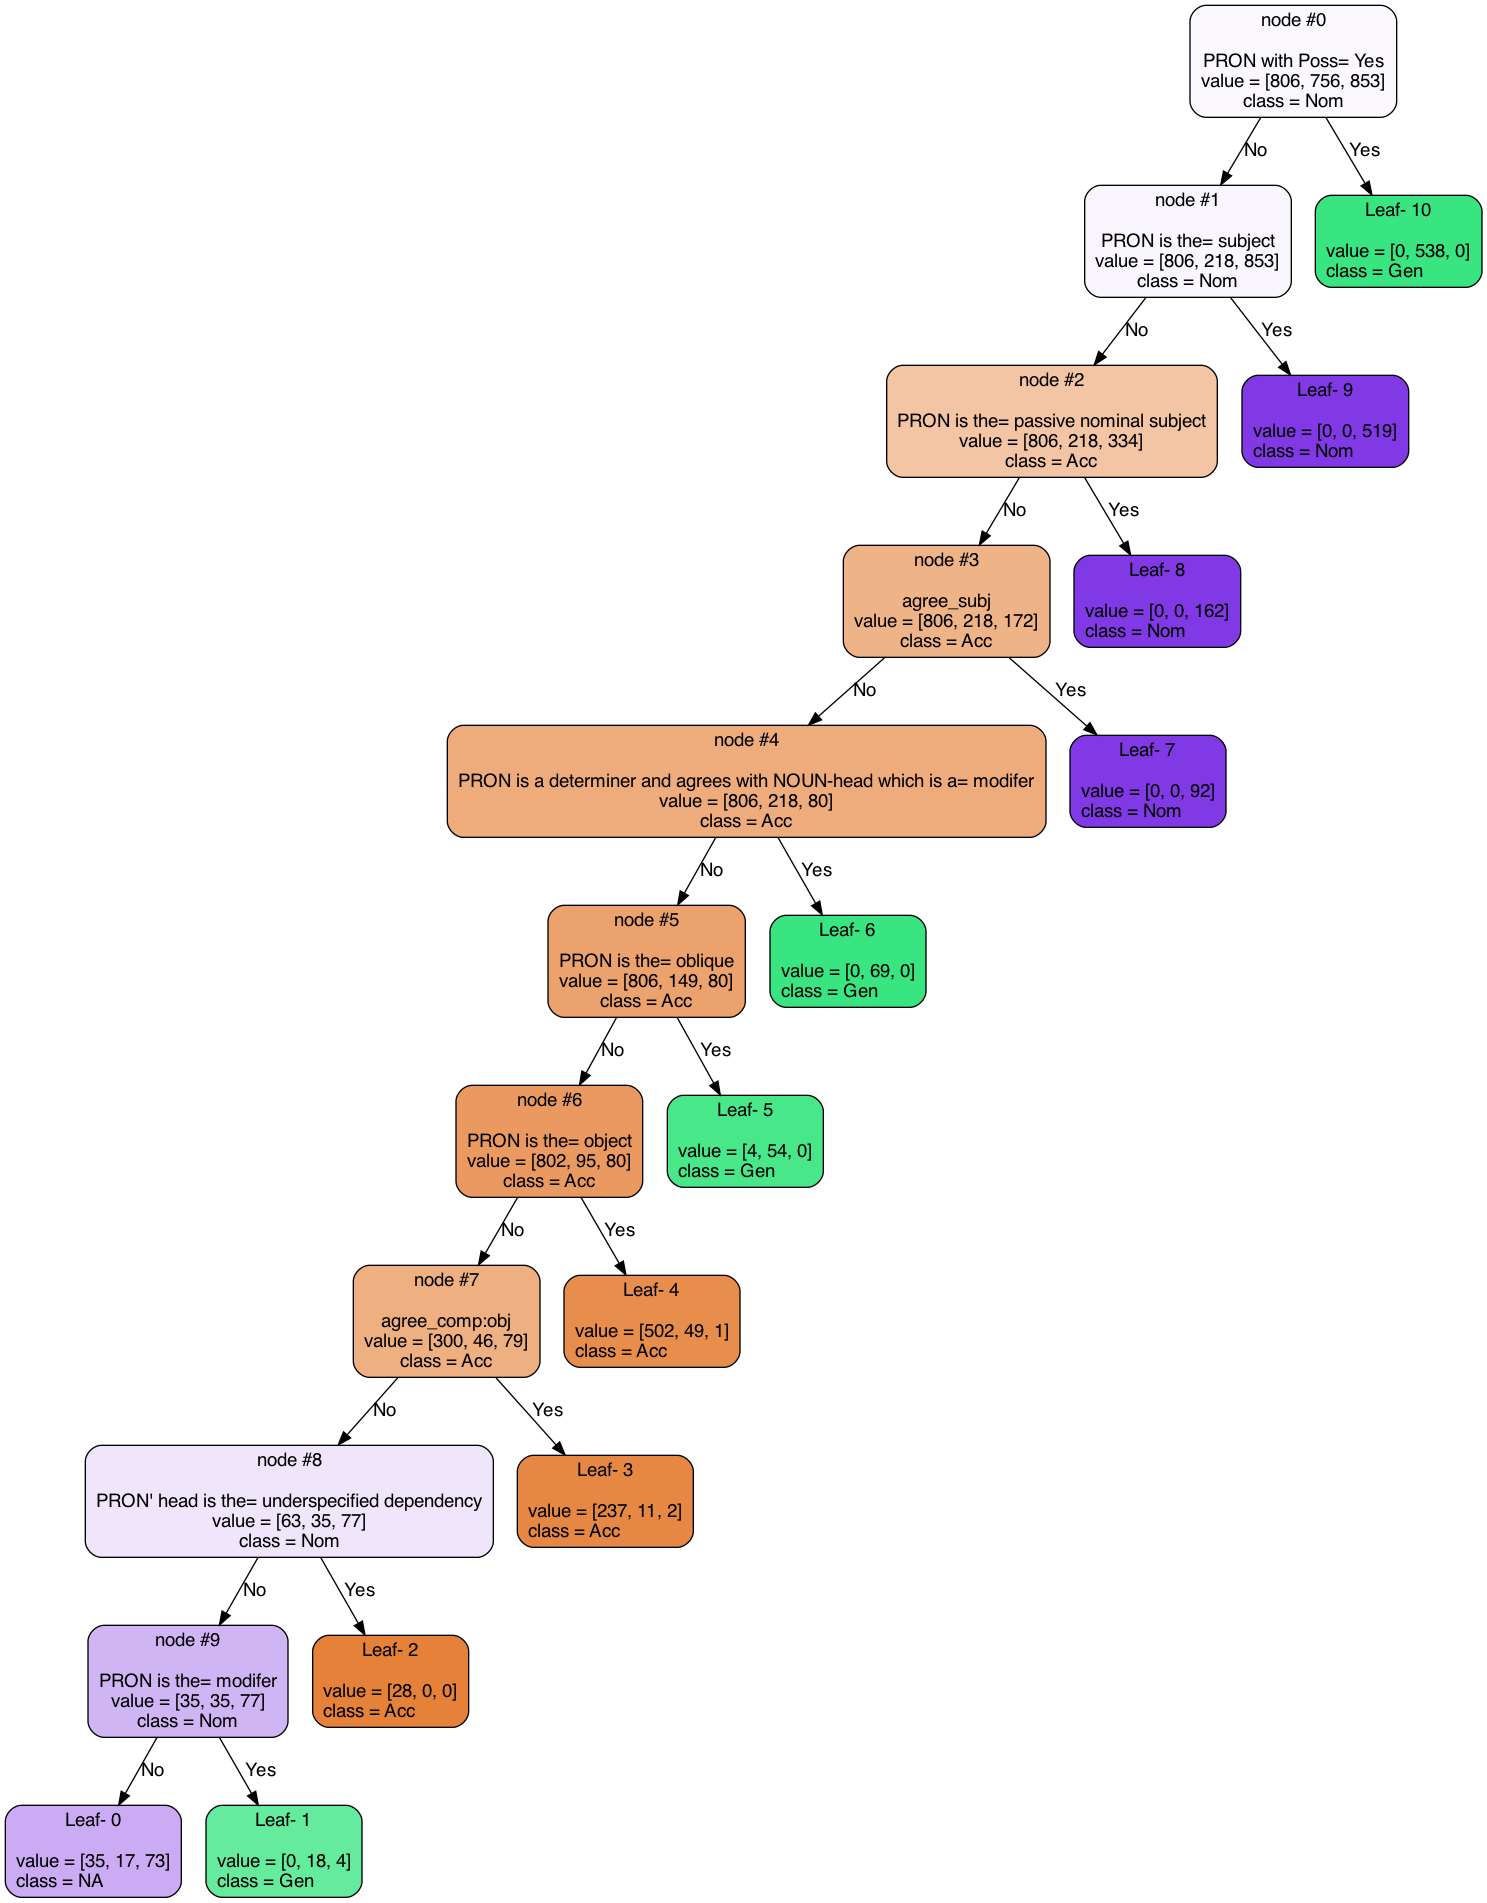 node #0
PRON with Poss= Yes
value = [806, 756, 853]
class = Nom
No
Yes
node #1
PRON is the= subject
value = [806, 218, 853]
class = Nom
Leaf- 10
value = [0, 538, 0]
class = Gen
No
Yes
node #2
PRON is the= passive nominal subject
value = [806, 218, 334]
class = Acc
Leaf- 9
value = [0, 0, 519]
class = Nom
No
Yes
node #3
agree_subj
value = [806, 218, 172]
class = Acc
Leaf- 8
value = [0, 0, 162]
class = Nom
No
Yes
node #4
PRON is a determiner and agrees with NOUN-head which is a= modifer
value = [806, 218, 80]
class = Acc
Leaf- 7
value = [0, 0, 92]
class = Nom
No
Yes
node #5
PRON is the= oblique
value = [806, 149, 80]
class = Acc
Leaf- 6
value = [0, 69, 0]
class = Gen
No
Yes
node #6
PRON is the= object
value = [802, 95, 80]
class = Acc
Leaf- 5
value = [4, 54, 0]
class = Gen
No
Yes
node #7
agree_comp:obj
value = [300, 46, 79]
class = Acc
Leaf- 4
value = [502, 49, 1]
class = Acc
No
Yes
node #8
PRON' head is the= underspecified dependency
value = [63, 35, 77]
class = Nom
Leaf- 3
value = [237, 11, 2]
class = Acc
No
Yes
node #9
PRON is the= modifer
value = [35, 35, 77]
class = Nom
Leaf- 2
value = [28, 0, 0]
class = Acc
No
Yes
Leaf- 0
value = [35, 17, 73]
class = NA
Leaf- 1
value = [0, 18, 4]
class = Gen